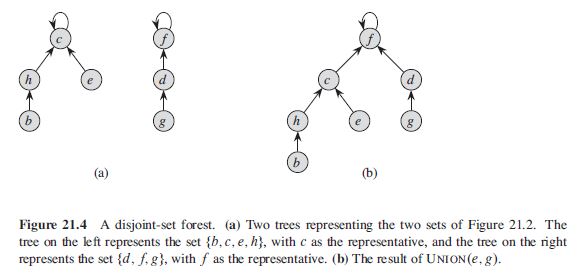 c f f
h e d c d
b g h e g
b
(a) (b)
Figure 21.4 A disjoint-set forest. (a) Two trees representing the two sets of Figure 21.2. The
tree on the left represents the set {b, c, e, h}, with c as the representative, and the tree on the right
represents the set {d, f, g}, with f as the representative. (b) The result of UNION(e, g).